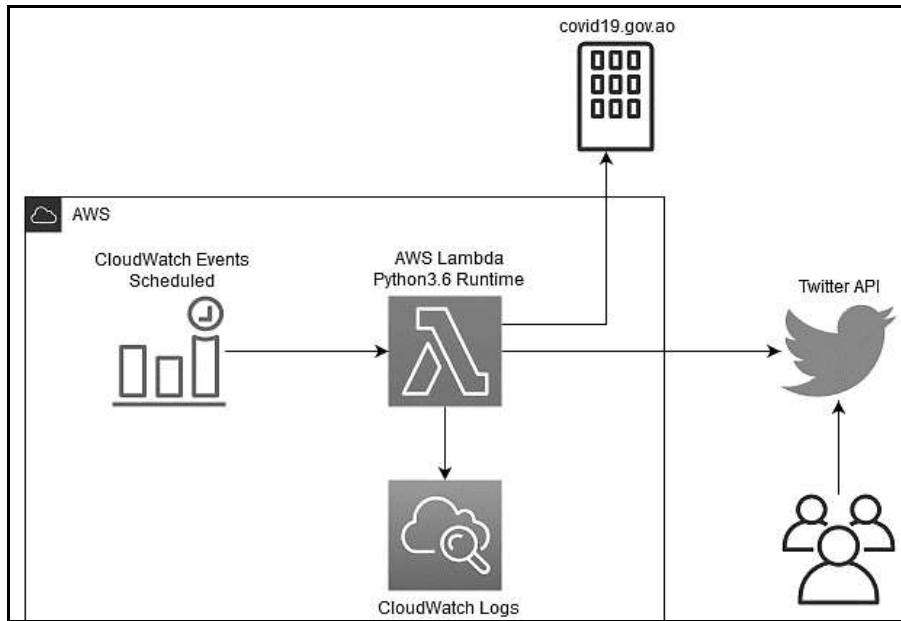 covid19.gov.ao
AWS
CloudWatch Events
Scheduled
AWS Lambda
Python3.6 Runtime
Twitter API
CloudWatch Logs